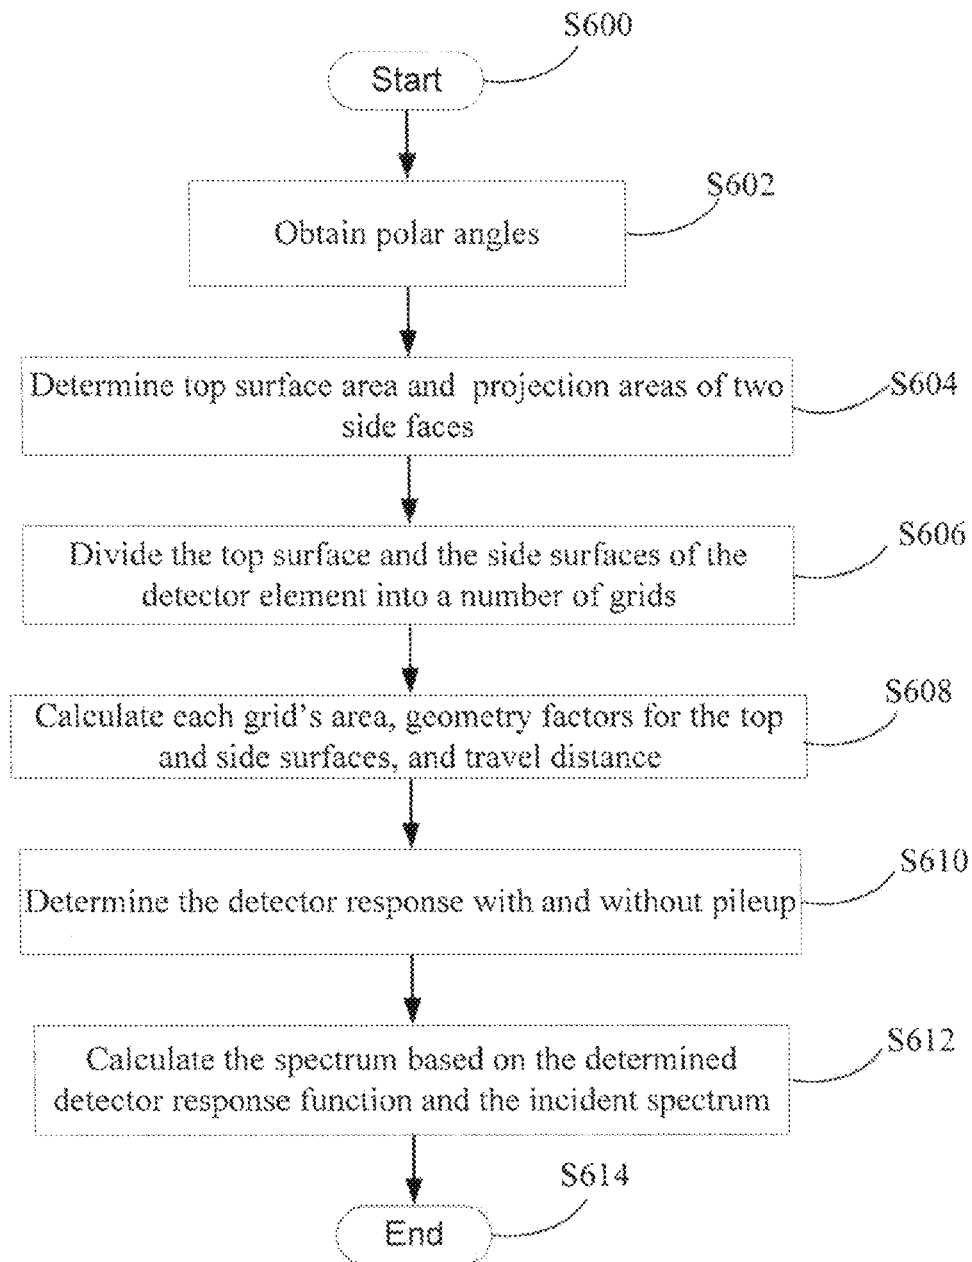 S600
Start
S602
Obtain polar angles
S604
Determine top surface area and projection areas of two
side faces
S606
Divide the top surface and the side surfaces of the
detector element into a number of grids
S608
Calculate each grid's area, geometry factors for the top
and side surfaces, and travel distance
S610
Determine the detector response with and without pileup
S612
Calculate the spectrum based on the determined
detector response function and the incident spectrum
S614
End